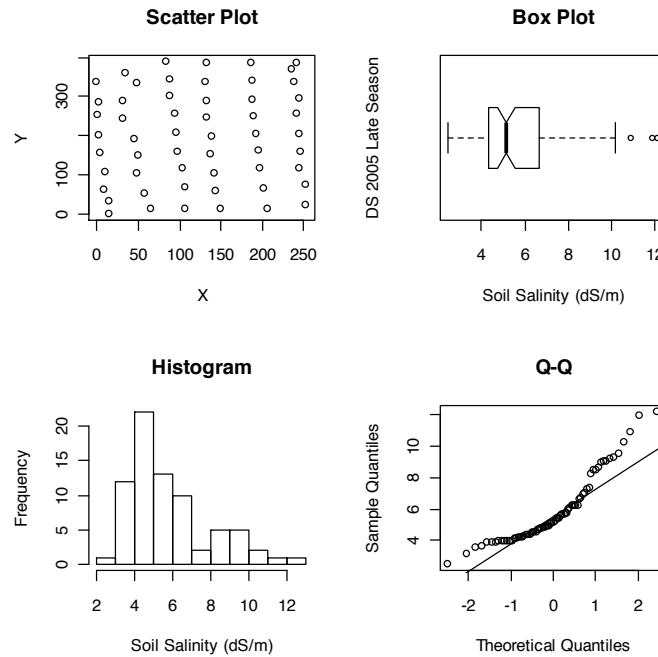 Scatter Plot
Y
0 100 300
0 50 100 150 200 250
X
Box Plot
DS 2005 Late Season
4 6 8 10 12
Soil Salinity (dS/m)
Histogram
Frequency
0 5 10 15 20
2 4 6 8 10 12
Soil Salinity (dS/m)
Q-Q
Sample Quantiles
4 6 8 10
-2 -1 0 1 2
Theoretical Quantiles